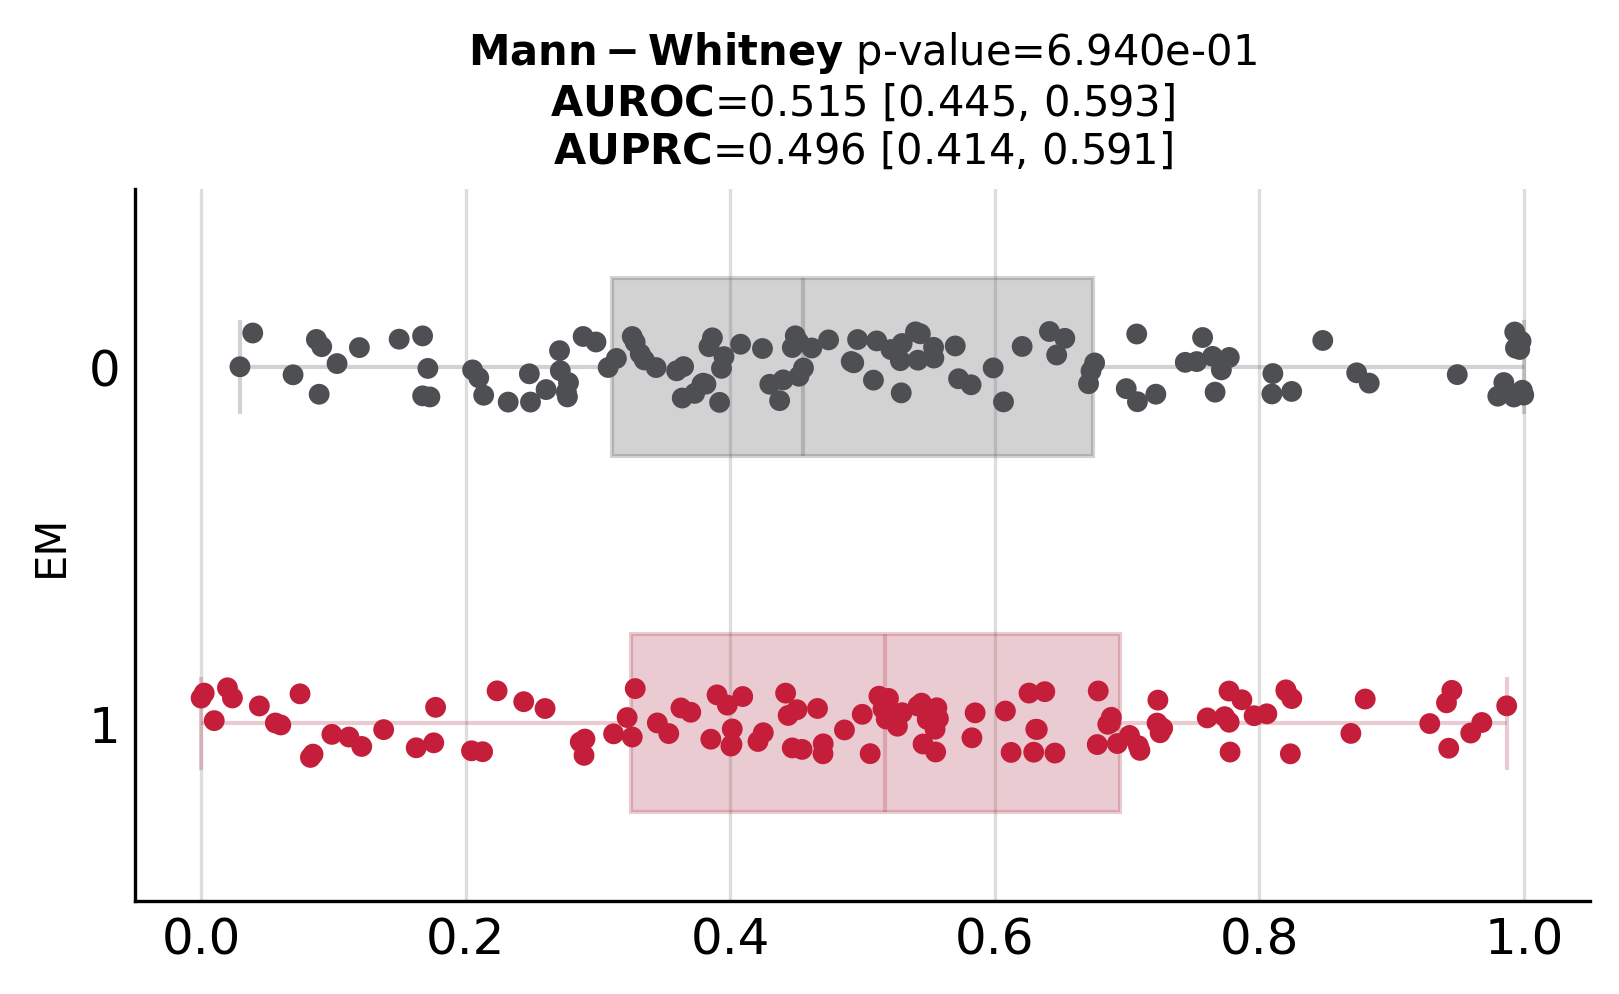 Mann – Whitney p-value=6.940e-01
AUROC=0.515 [0.445, 0.593]
AUPRC=0.496 [0.414, 0.591]
0
EM
1
0.0 0.2 0.4 0.6 0.8 1.0